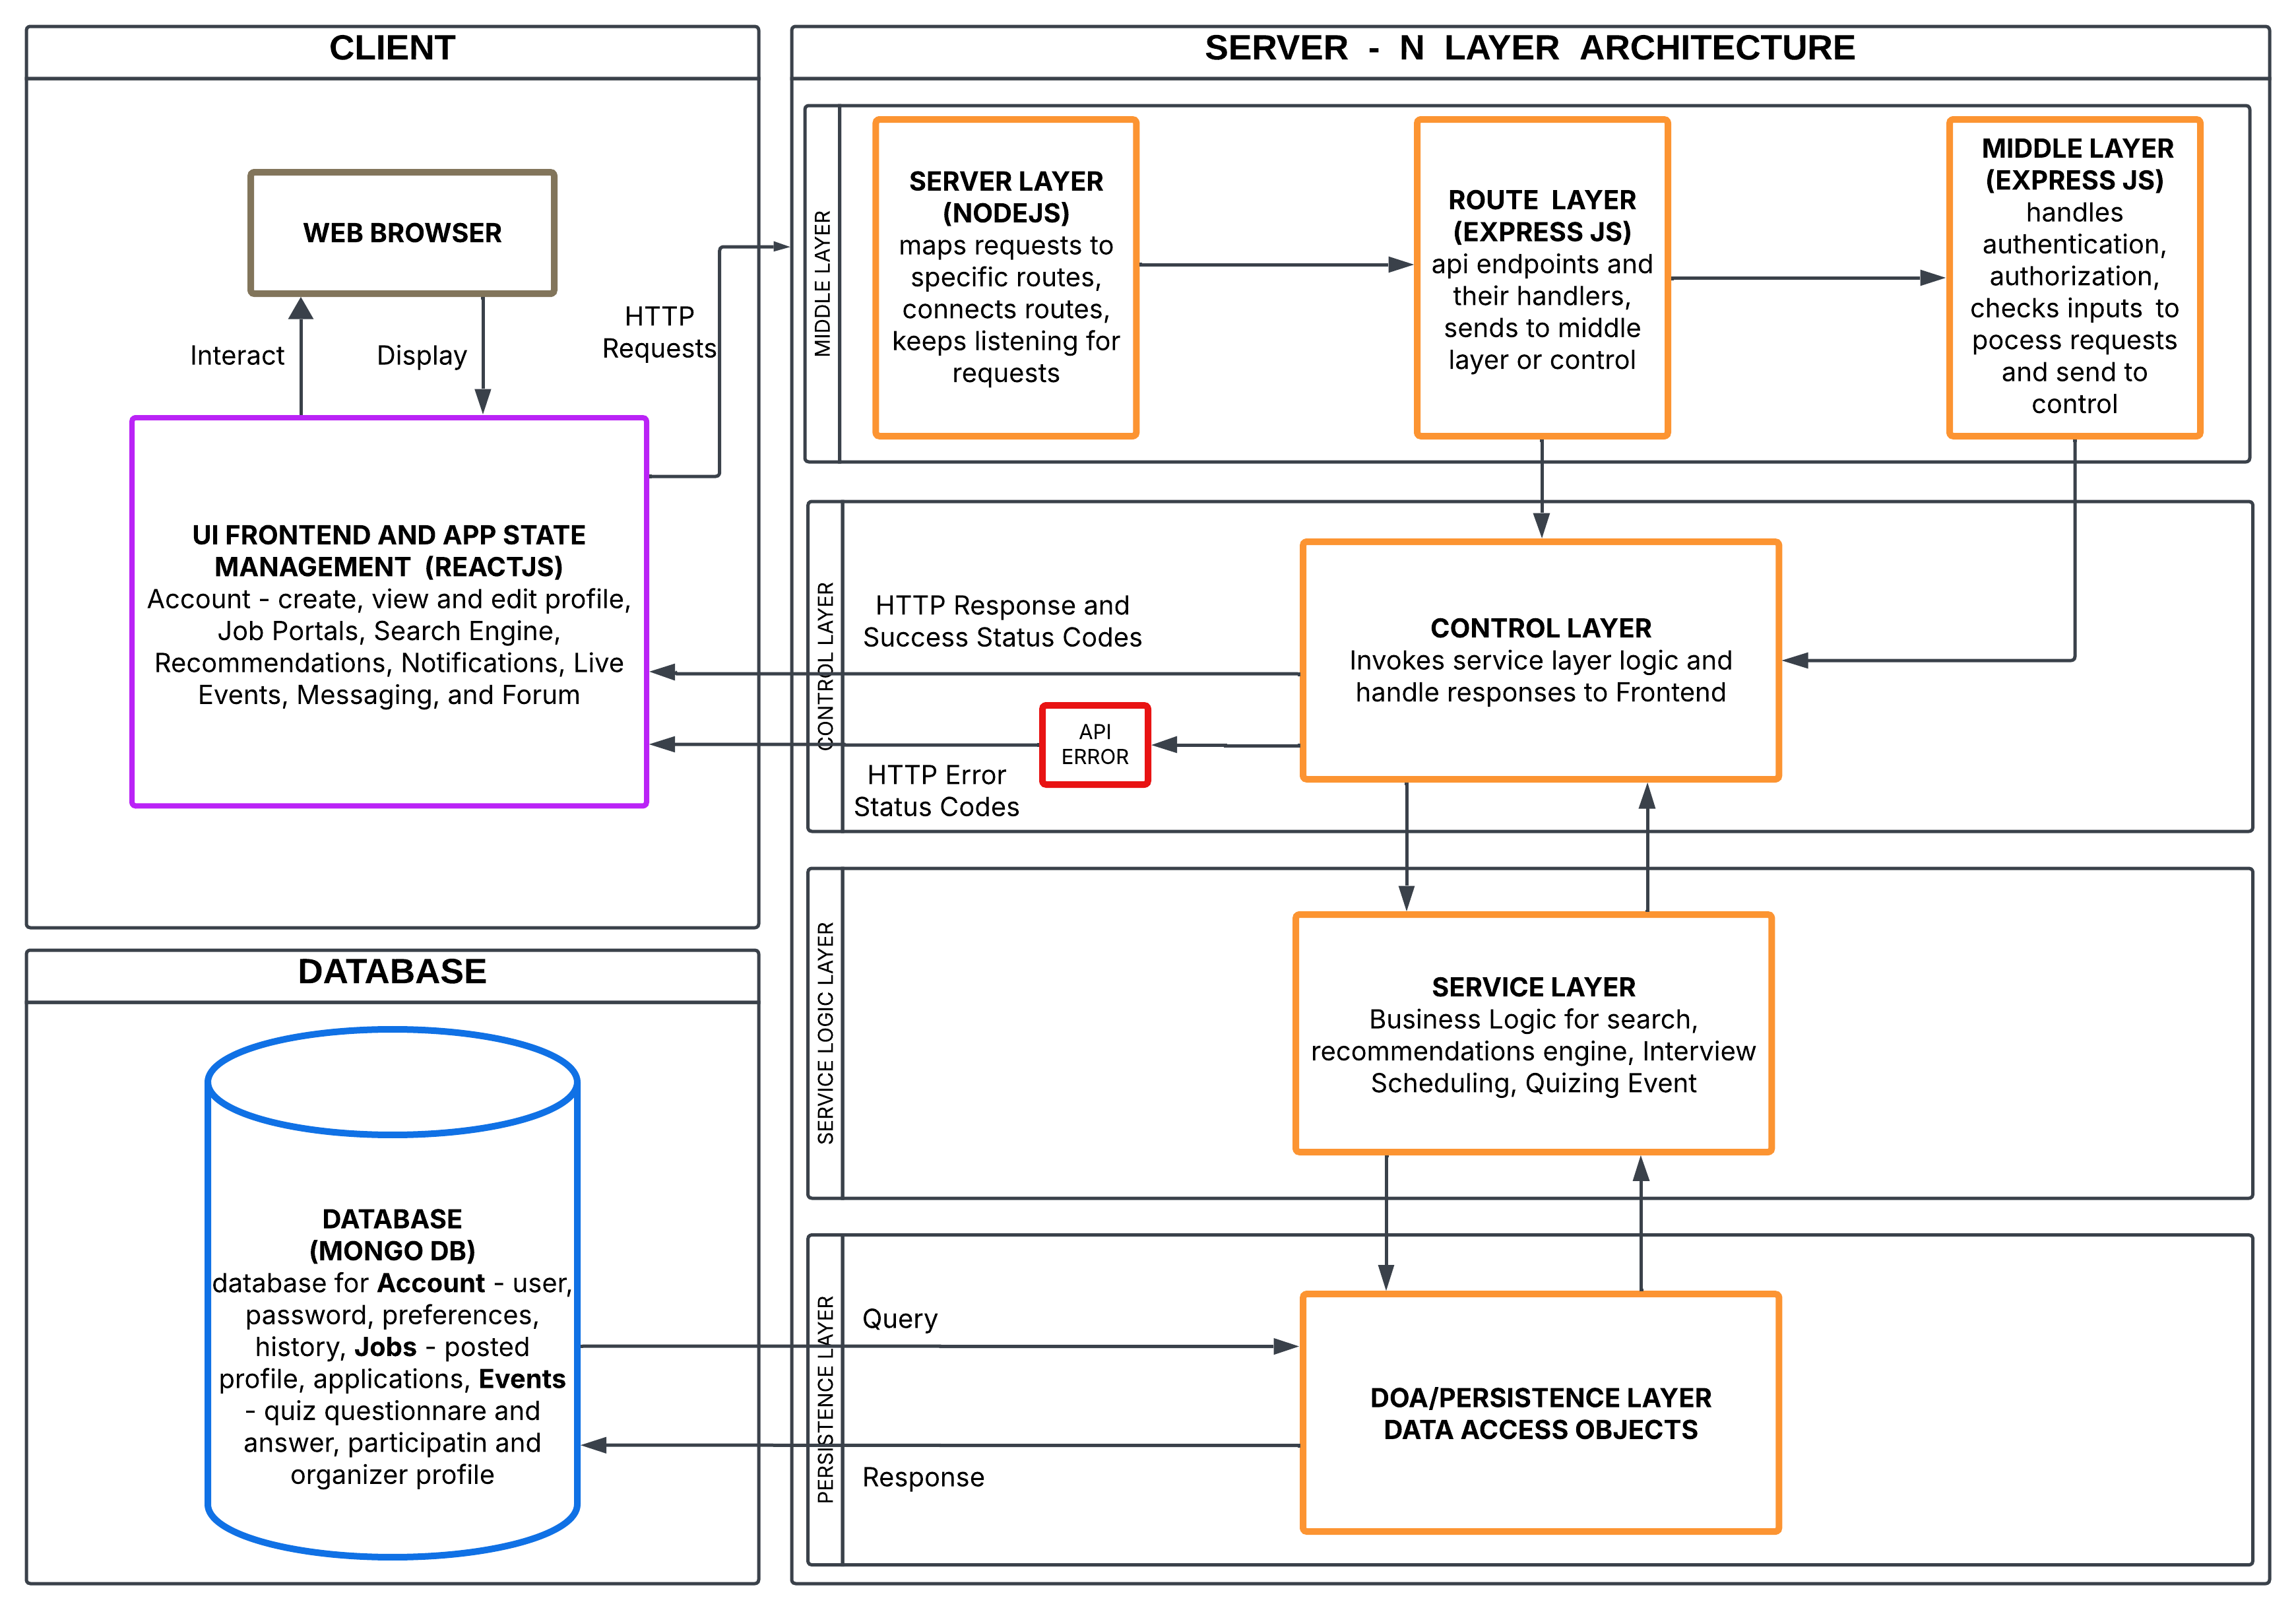 CLIENT
WEB BROWSER
Interact
Display
HTTP
Requests
UI FRONTEND AND APP STATE
MANAGEMENT (REACTJS)
Account - create, view and edit profile,
Job Portals, Search Engine,
Recommendations, Notifications, Live
Events, Messaging, and Forum
SERVER - N LAYER ARCHITECTURE
MIDDLE LAYER
SERVER LAYER
(NODEJS)
maps requests to
specific routes,
connects routes,
keeps listening for
requests
ROUTE LAYER
(EXPRESS JS)
api endpoints and
their handlers,
sends to middle
layer or control
MIDDLE LAYER
(EXPRESS JS)
handles
authentication,
authorization,
checks inputs to
pocess requests
and send to
control
CONTROL LAYER
HTTP Response and
Success Status Codes
API
ERROR
HTTP Error
Status Codes
CONTROL LAYER
Invokes service layer logic and
handle responses to Frontend
SERVICE LOGIC LAYER
SERVICE LAYER
Business Logic for search,
recommendations engine, Interview
Scheduling, Quizing Event
PERSISTENCE LAYER
Query
Response
DOA/PERSISTENCE LAYER
DATA ACCESS OBJECTS
DATABASE
DATABASE
(MONGO DB)
database for Account - user,
password, preferences,
history, Jobs - posted
profile, applications, Events
- quiz questionnare and
answer, participatin and
organizer profile